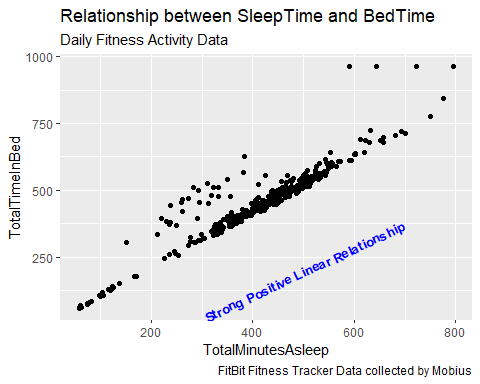 Relationship between SleepTime and BedTime
Daily Fitness Activity Data
1000
750
500
250
TotalTimeInBed
Strong Positive Linear Relationship
200 400 600 800
TotalMinutesAsleep
FitBit Fitness Tracker Data collected by Mobius